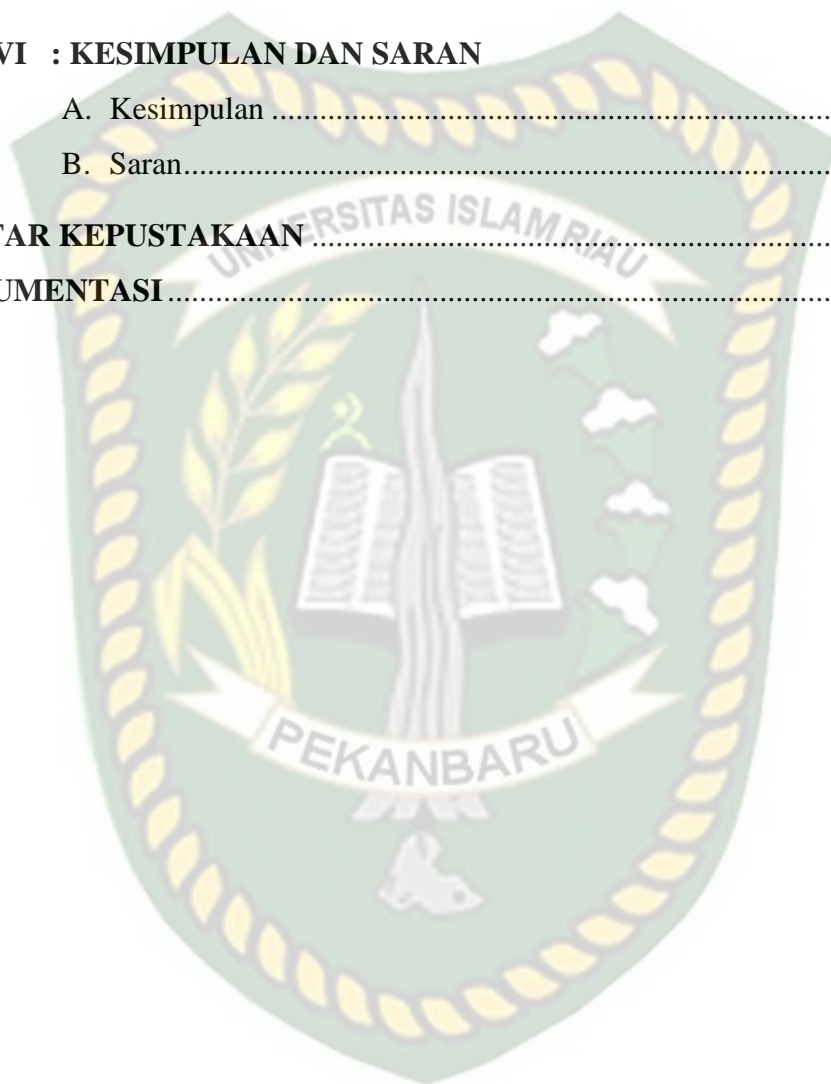 VI : KESIMPULAN DAN SARAN
A. Kesimpulan ......................................................................
B. Saran.................................................................................
TAR KEPUSTAKAAN .................................................................
UMENTASI...................................................................................
UNIVERSITAS ISLAM RIAU
PEKANBARU